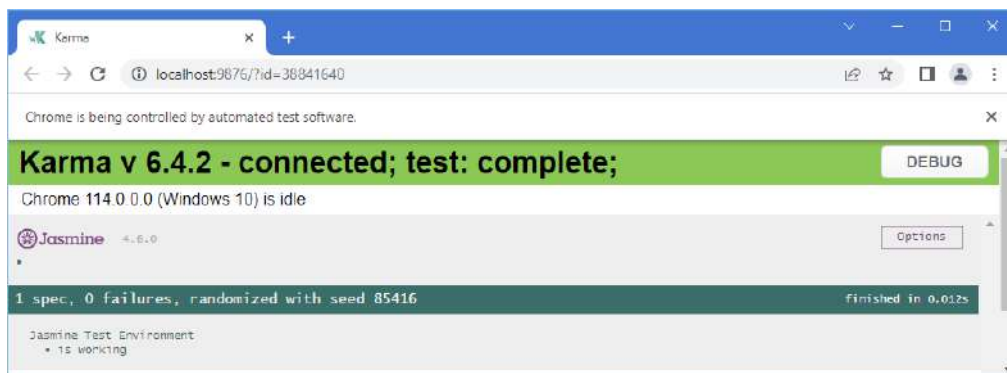 Karma
localhost:9876/?id=38841640
Chrome is being controlled by automated test software.
Karma v 6.4.2 - connected; test: complete;
DEBUG
Chrome 114.0.0.0 (Windows 10) is idle
Jasmine 4.6.0
Options
1 spec, 0 failures, randomized with seed 85416
finished in 0.012s
Jasmine Test Environment
• is working